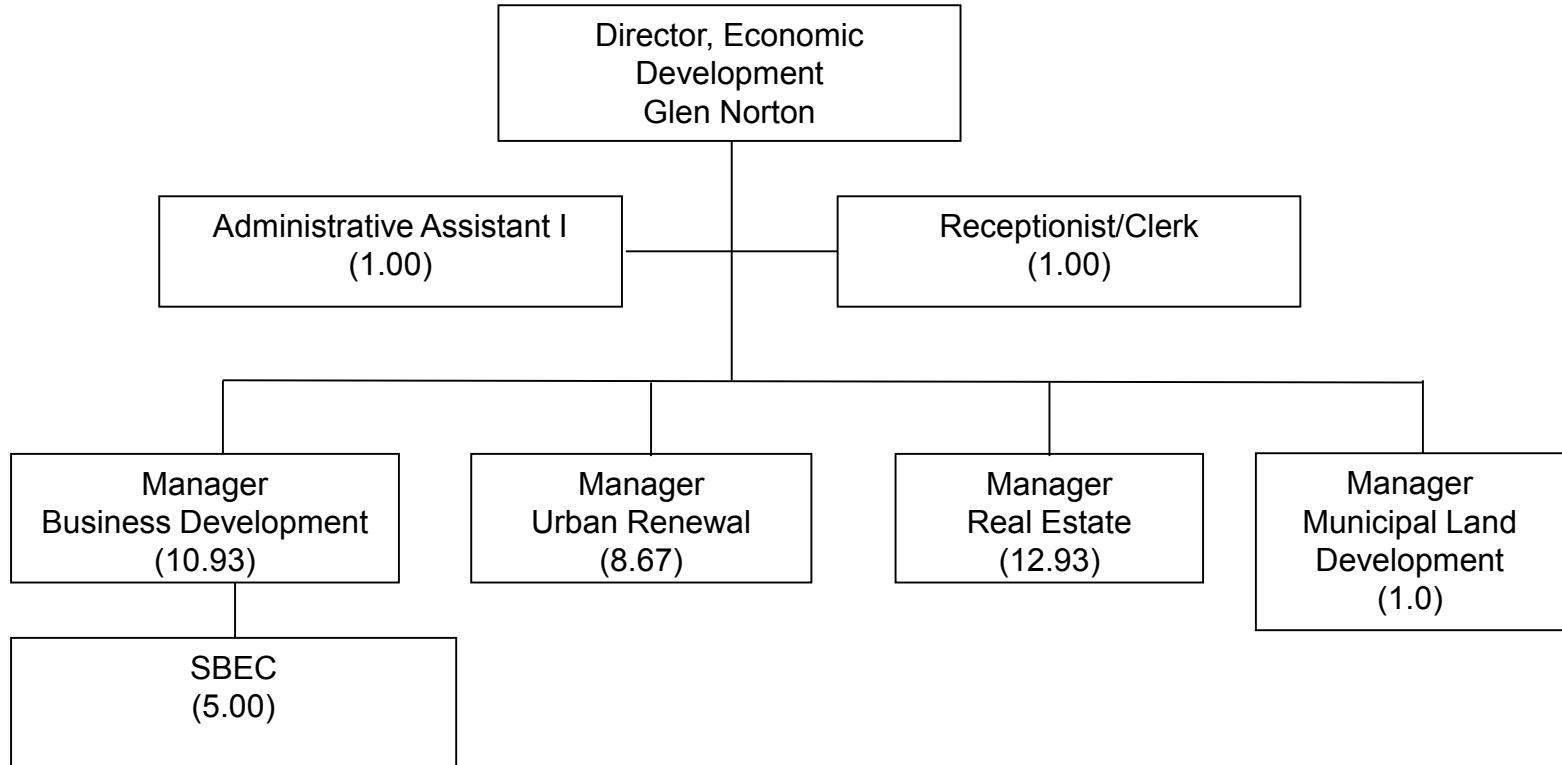 Director, Economic
Development
Glen Norton
Administrative Assistant I
(1.00)
Receptionist/Clerk
(1.00)
Manager
Business Development
(10.93)
Manager
Urban Renewal
(8.67)
Manager
Real Estate
(12.93)
Manager
Municipal Land
Development
(1.0)
SBEC
(5.00)